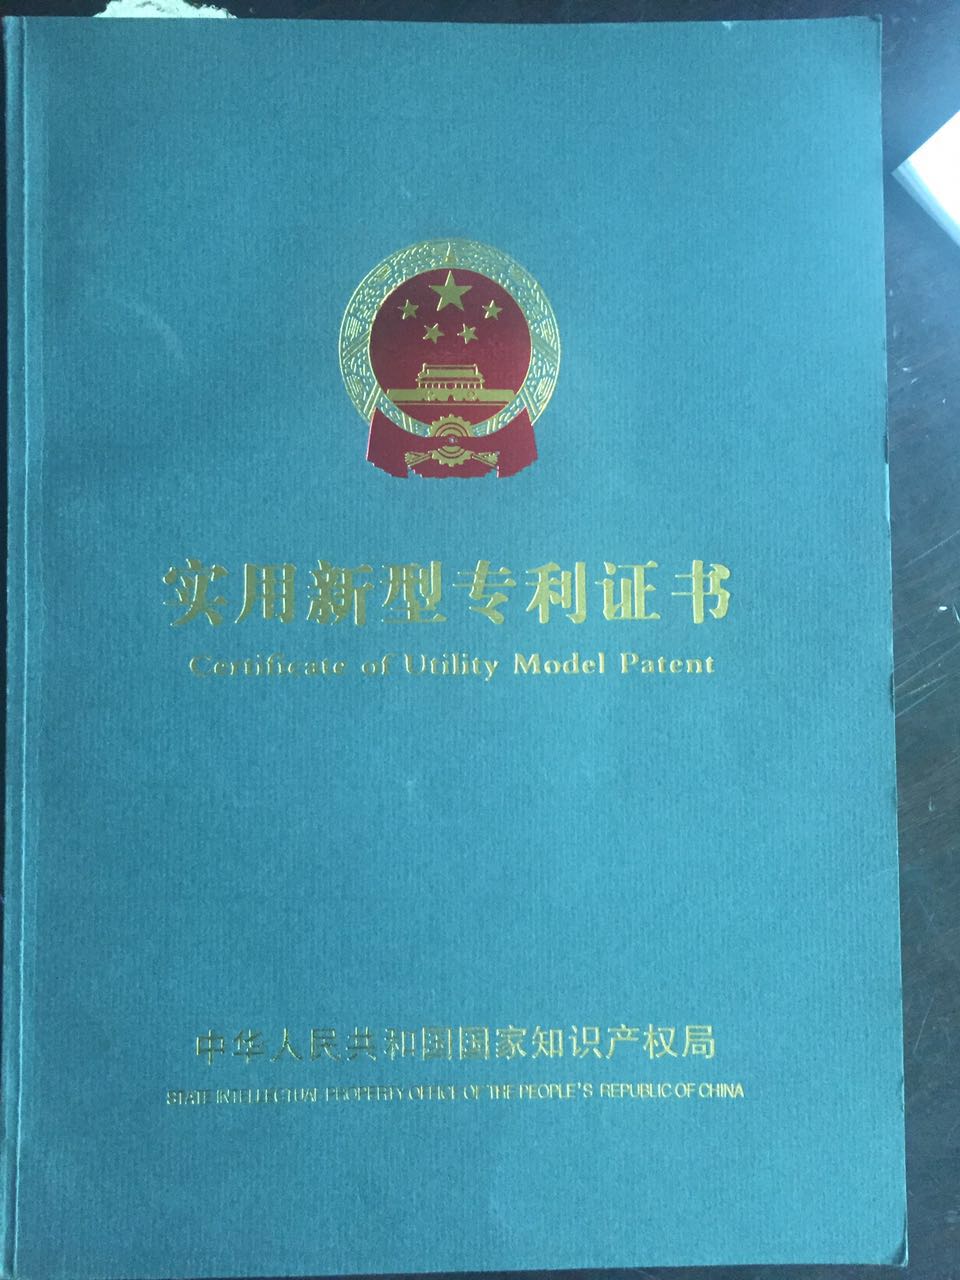 实用新型专利证书
Certificate of Utility Model Patent
中华人民共和国国家知识产权局
STATE INTELLECTUAL PROPERTY OFFICE OF THE PEOPLE'S REPUBLIC OF CHINA